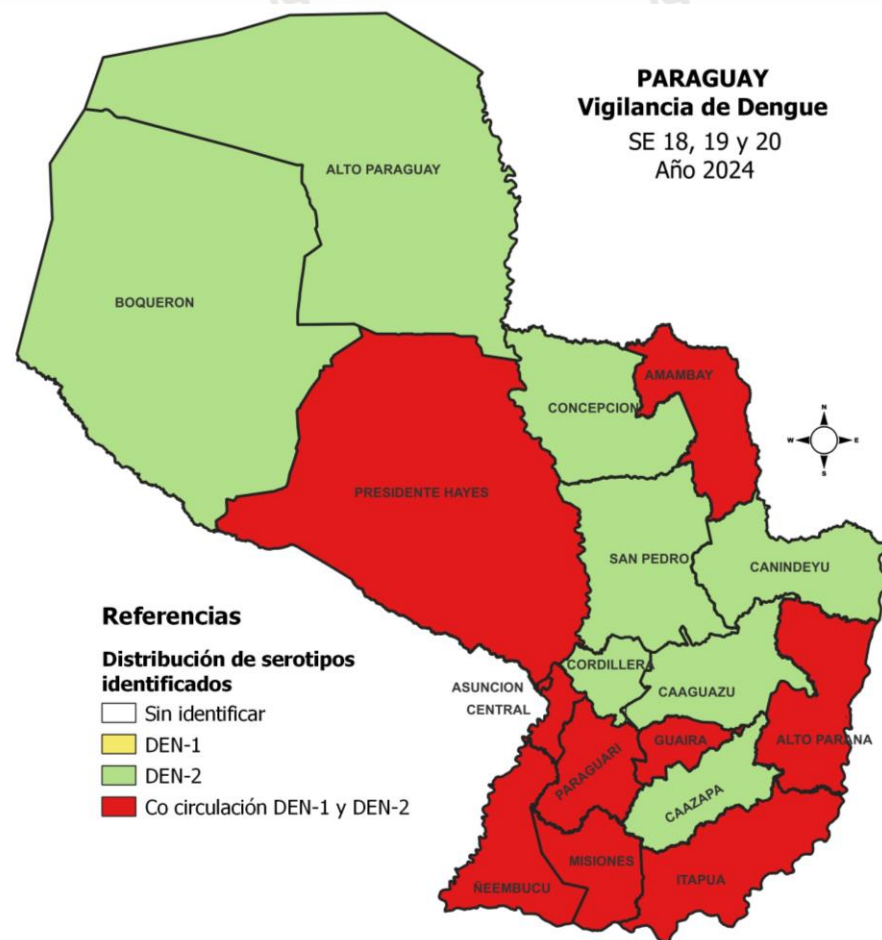 PARAGUAY
Vigilancia de Dengue
SE 18, 19 y 20
Año 2024
ALTO PARAGUAY
BOQUERON
AMAMBAY
CONCEPCION
N
W
E
S
PRESIDENTE HAYES
SAN PEDRO
CANINDEYU
Referencias
Distribución de serotipos
identificados
Sin identificar
DEN-1
DEN-2
Co circulación DEN-1 y DEN-2
CORDILLERA
ASUNCION
CENTRAL
CAAGUAZU
PARAGUARI
GUAIRA
ALTO PARANA
CAAZAPA
MISIONES
ÑEEMBUCU
ITAPUA